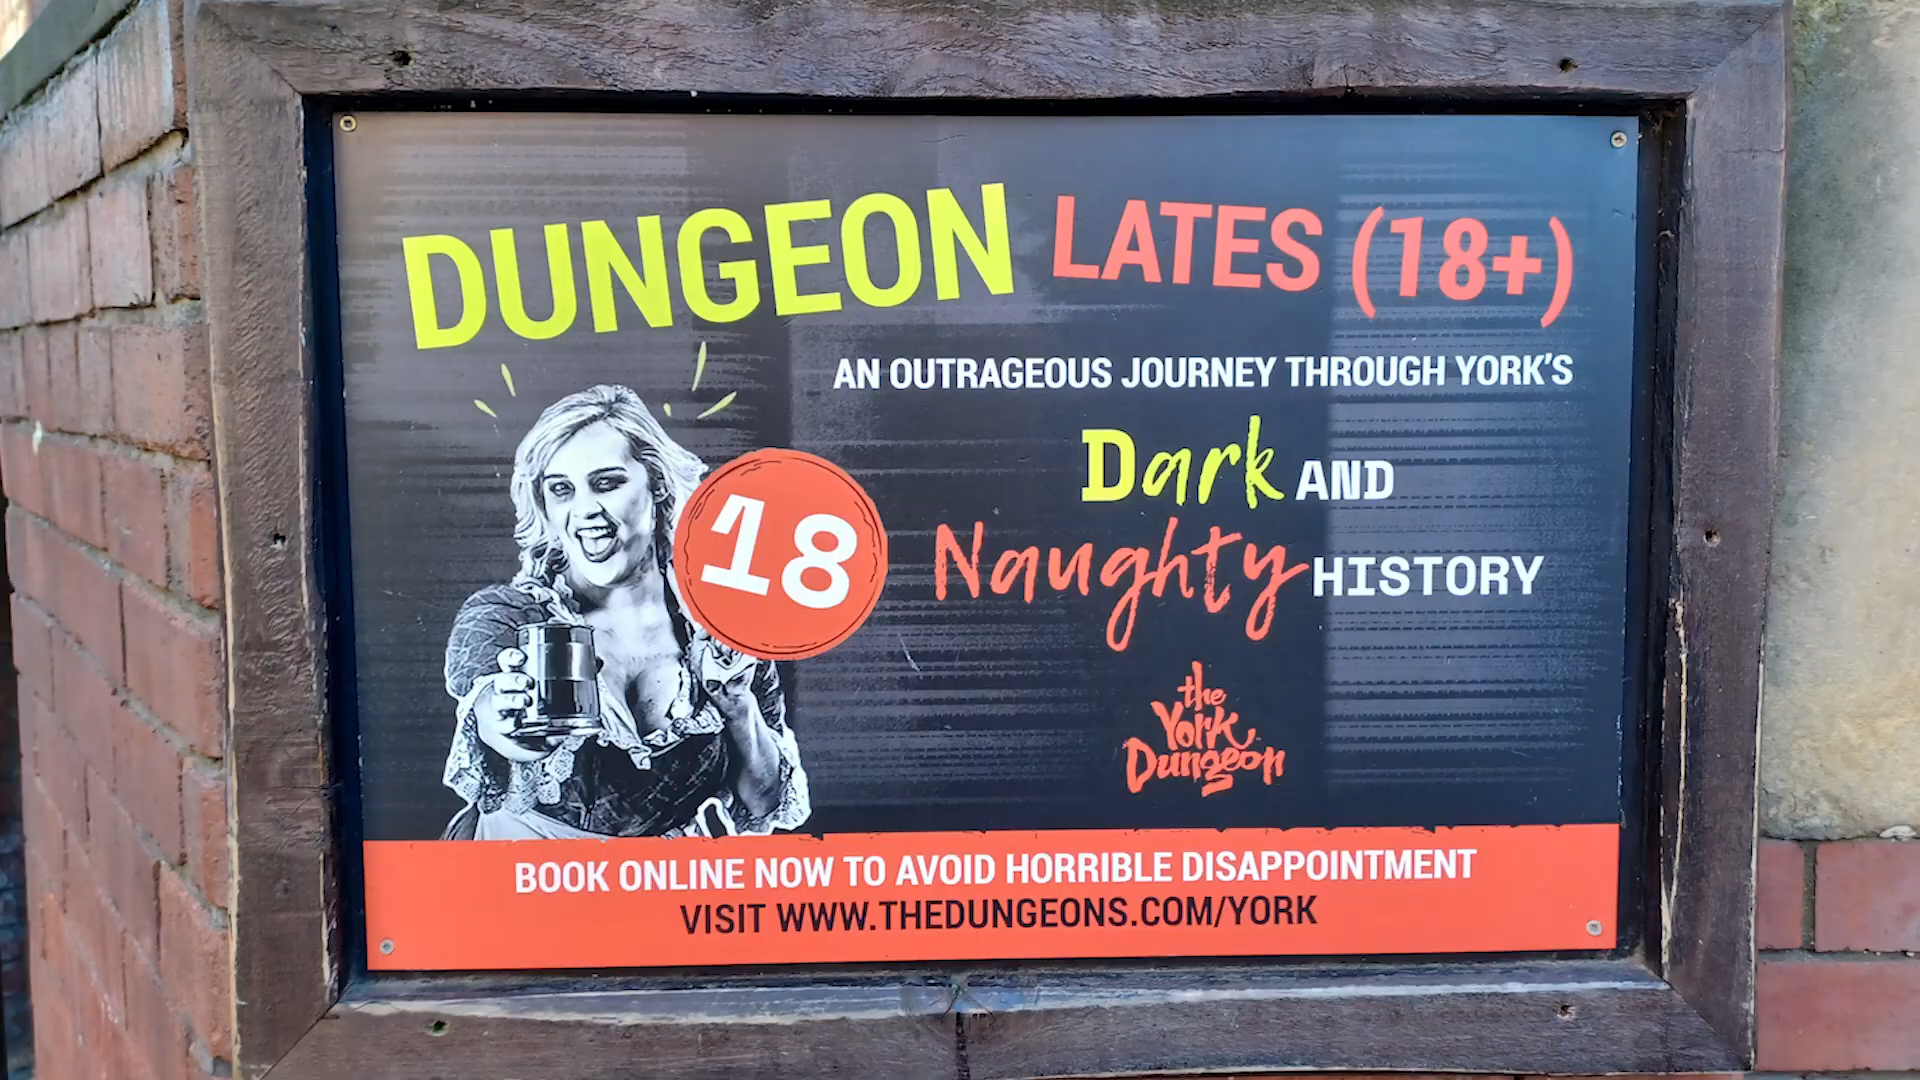 DUNGEON LATES (18+)
AN OUTRAGEOUS JOURNEY THROUGH YORK'S
Dark AND
Naughty HISTORY
18
the
York
Dungeon
BOOK ONLINE NOW TO AVOID HORRIBLE DISAPPOINTMENT
VISIT WWW.THEDUNGEONS.COM/YORK